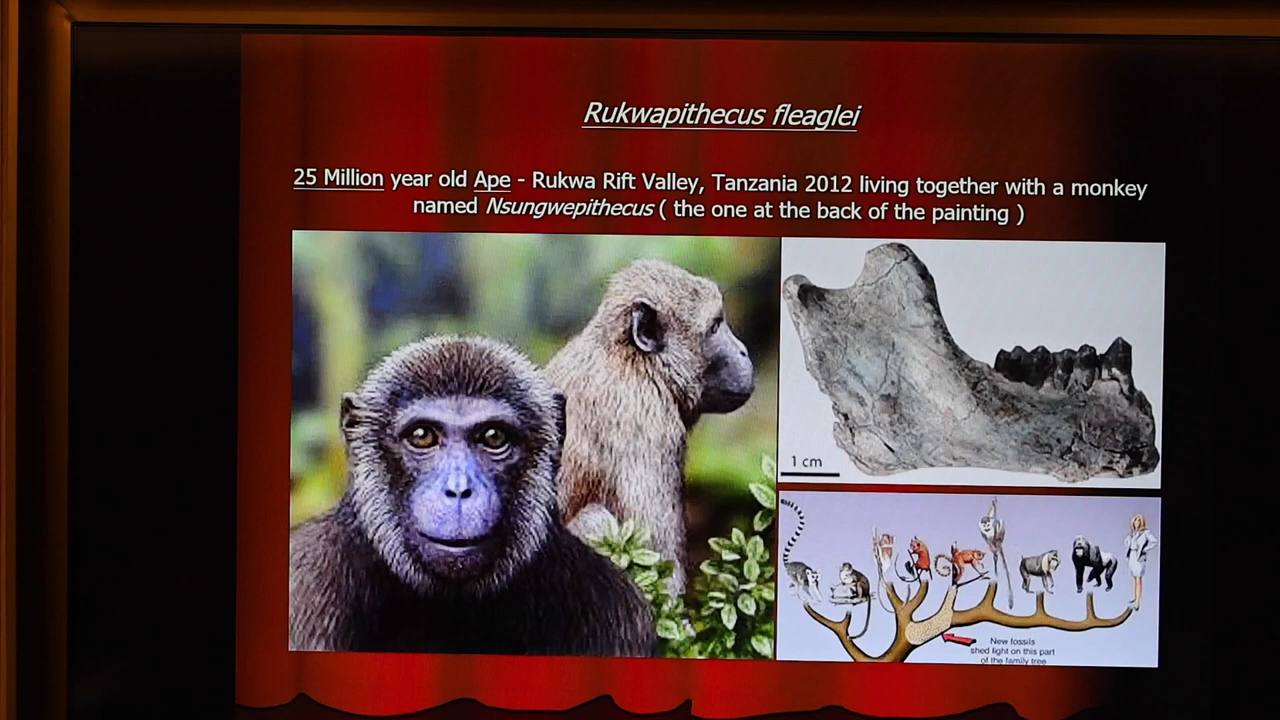 Rukwapithecus fleaglei
25 Million year old Ape - Rukwa Rift Valley, Tanzania 2012 living together with a monkey
named Nsungwepithecus ( the one at the back of the painting )
1 cm
New fossils
shed light on this part
of the family tree